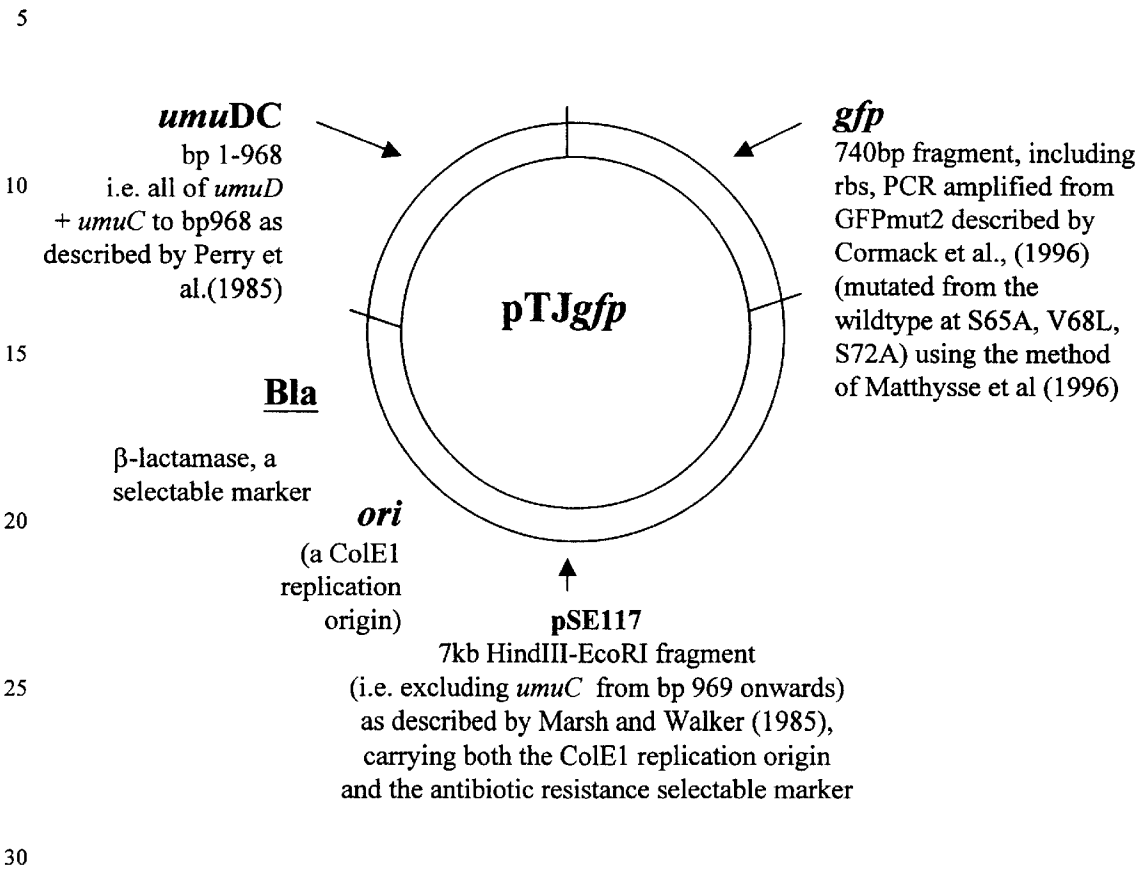 5
umuDC
bp 1-968
i.e. all of umuD
+ umuC to bp968 as
described by Perry et
al.(1985)
10
gfp
740bp fragment, including
rbs, PCR amplified from
GFPmut2 described by
Cormack et al., (1996)
(mutated from the
wildtype at S65A, V68L,
S72A) using the method
of Matthysse et al (1996)
pTJgfp
15
Bla
β-lactamase, a
selectable marker
20
ori
(a ColE1
replication
origin)
pSE117
7kb HindIII-EcoRI fragment
(i.e. excluding umuC from bp 969 onwards)
as described by Marsh and Walker (1985),
carrying both the ColE1 replication origin
and the antibiotic resistance selectable marker
25
30